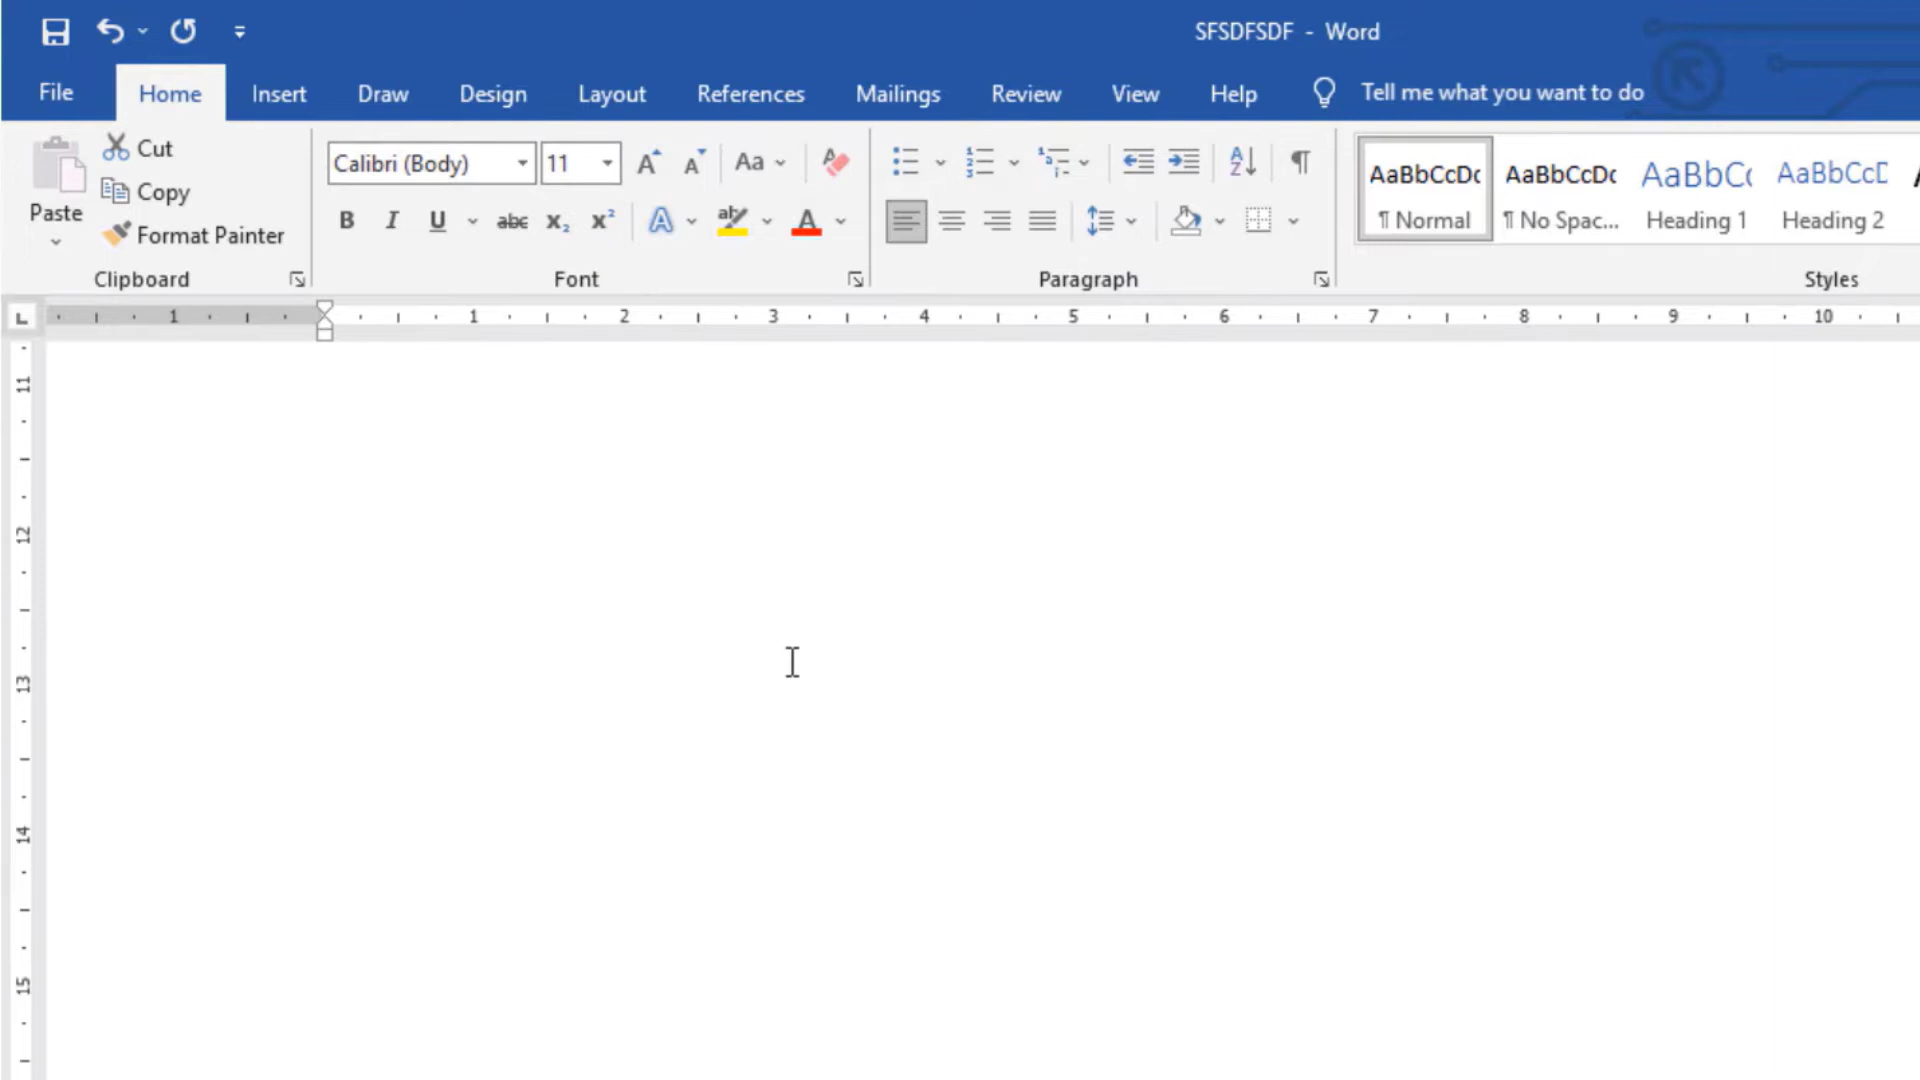 SFSDFSDF - Word
File Home Insert Draw Design Layout References Mailings Review View Help Tell me what you want to do
Paste
Cut
Copy
Format Painter
Clipboard
Calibri (Body) 11
Aa
B I U abc x₂ x²
Font
Paragraph
AaBbCcDc AaBbCcDc AaBbC AaBbCcD
¶ Normal ¶ No Spac... Heading 1 Heading 2
Styles
1 1 2 3 4 5 6 7 8 9 10
11
12
13
14
15